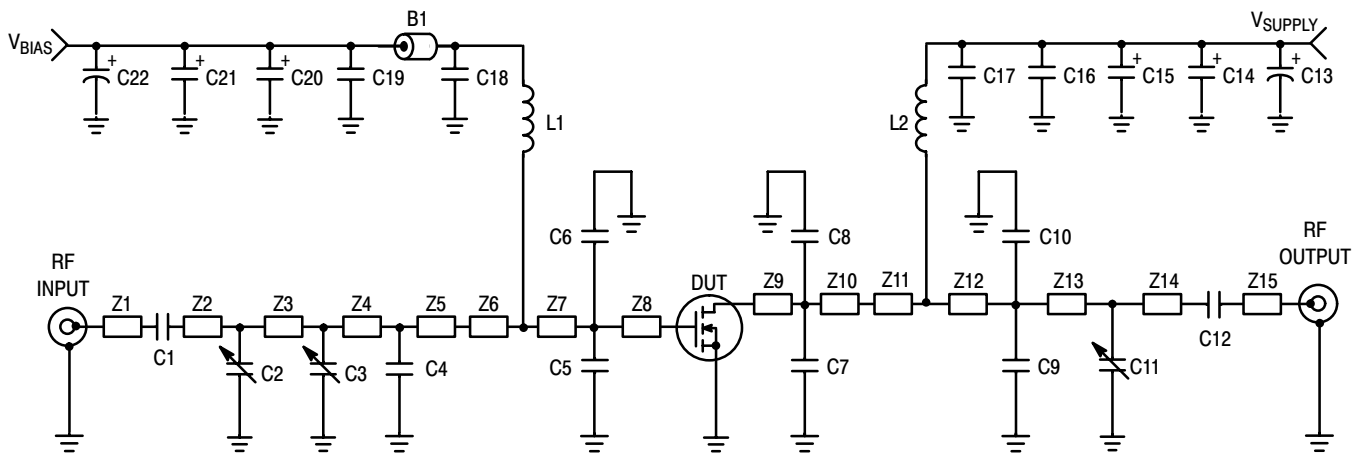 B1
V_BIAS
V_SUPPLY
+
C22
+
C21
+
C20
C19
C18
C17
C16
+
C15
+
C14
+
C13
L1
L2
C6
C8
C10
RF
INPUT
RF
OUTPUT
Z1
Z2
Z3
Z4
Z5
Z6
Z7
Z8
DUT
Z9
Z10
Z11
Z12
Z13
Z14
Z15
C1
C2
C3
C4
C5
C7
C9
C11
C12